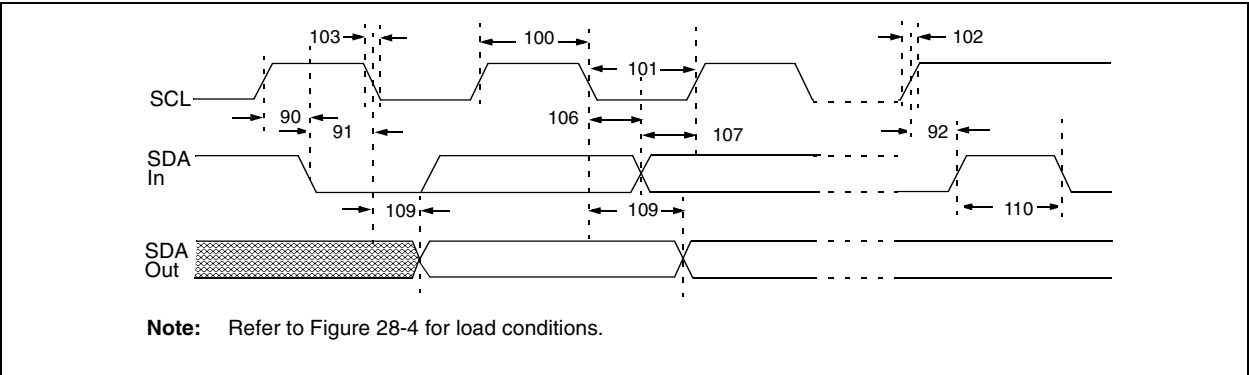 103
100
102
101
SCL
90
91
106
107
92
SDA
In
109
109
110
SDA
Out
Note: Refer to Figure 28-4 for load conditions.